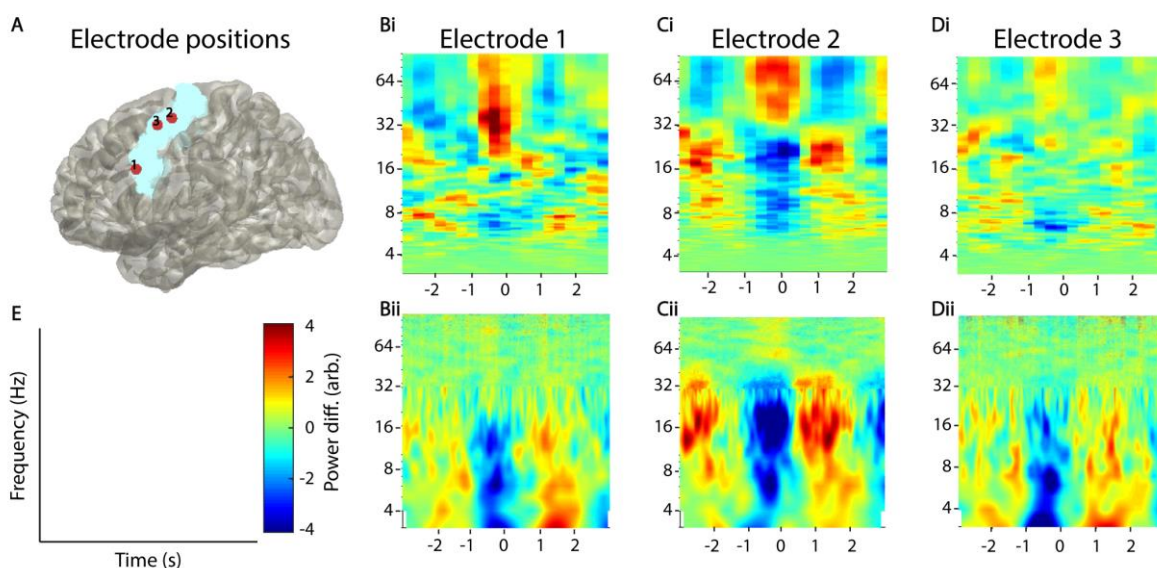 A
Electrode positions
3 2
1
Bi
Electrode 1
64
32
16
8
4
-2 -1 0 1 2
Ci
Electrode 2
64
32
16
8
4
-2 -1 0 1 2
Di
Electrode 3
64
32
16
8
4
-2 -1 0 1 2
E
Frequency (Hz)
Time (s)
4
2
0
-2
-4
Power diff. (arb.)
Bii
64
32
16
8
4
-2 -1 0 1 2
Cii
64
32
16
8
4
-2 -1 0 1 2
Dii
64
32
16
8
4
-2 -1 0 1 2